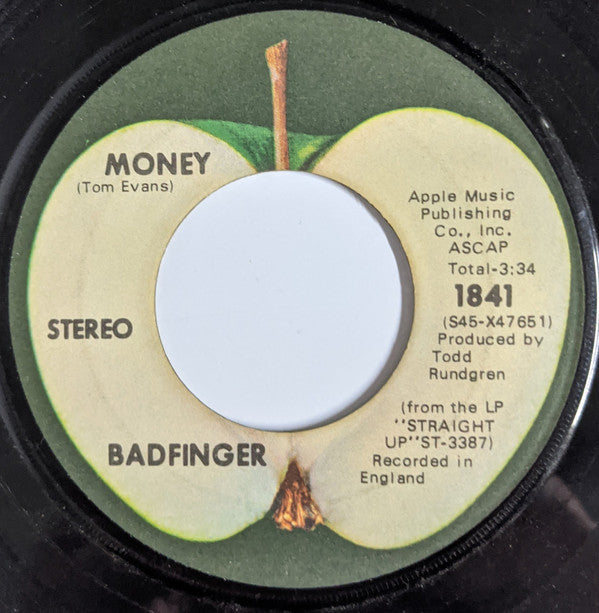 MONEY
(Tom Evans)
STEREO
BADFINGER
Apple Music
Publishing
Co., Inc.
ASCAP
Total-3:34
1841
(S45-X47651)
Produced by
Todd
Rundgren
(from the LP
"STRAIGHT
UP"ST-3387)
Recorded in
England